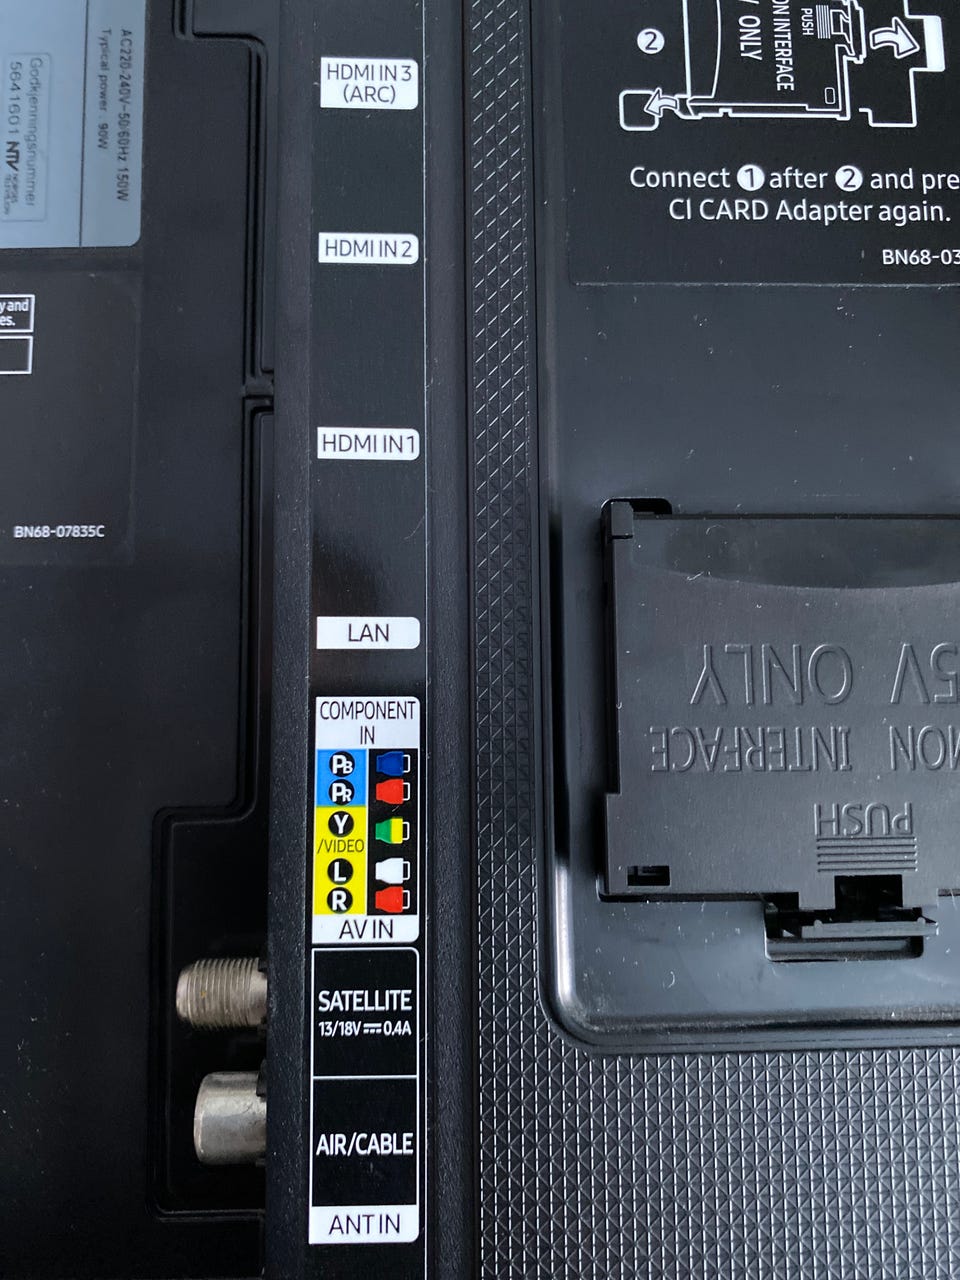 AC220-240V~50/60Hz 150W
Typical power : 90W
Godkjenningsnummer
5641601
y and
es.
BN68-07835C
HDMI IN 3
(ARC)
HDMI IN 2
HDMI IN 1
LAN
COMPONENT
IN
PB
PR
Y
/VIDEO
L
R
AV IN
SATELLITE
13/18V⎓0.4A
AIR/CABLE
ANT IN
2
ON INTERFACE
V ONLY
PUSH
Connect 1 after 2 and pre
CI CARD Adapter again.
BN68-03
5V ONLY
MON INTERFACE
PUSH